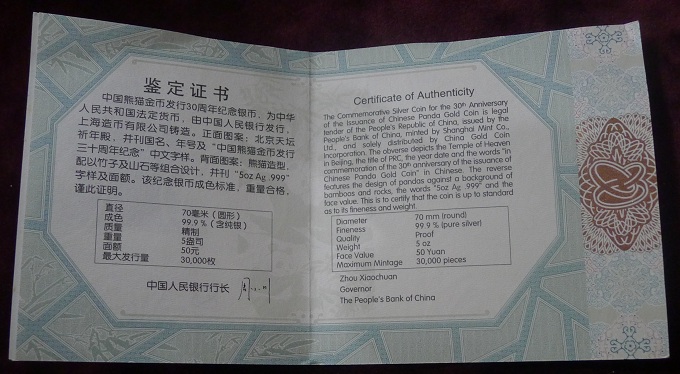 鉴定证书
中国熊猫金币发行30周年纪念银币，为中华
人民共和国法定货币，由中国人民银行发行，
上海造币有限公司铸造。正面图案：北京天坛
祈年殿，并刊国名、年号及"中国熊猫金币发行
三十周年纪念"中文字样。背面图案：熊猫造型，
配以竹子及山石等组合设计，并刊"5oz Ag .999"
字样及面额。该纪念银币成色标准，重量合格，
谨此证明。
直径 70毫米（圆形）
成色 99.9%（含纯银）
质量 精制
重量 5盎司
面额 50元
最大发行量 30,000枚
中国人民银行行长
Certificate of Authenticity
The Commemorative Silver Coin for the 30th Anniversary
of the Issuance of Chinese Panda Gold Coin is legal
tender of the People's Republic of China, issued by the
People's Bank of China, minted by Shanghai Mint Co.,
Ltd., and solely distributed by China Gold Coin
Incorporation. The obverse depicts the Temple of Heaven
in Beijing, the title of PRC, the year date and the words "in
commemoration of the 30th anniversary of the issuance of
Chinese Panda Gold Coin" in Chinese. The reverse
features the design of pandas against a background of
bamboos and rocks, the words "5oz Ag .999" and the
face value. This is to certify that the coin is up to standard
as to its fineness and weight.
Diameter 70 mm (round)
Fineness 99.9% (pure silver)
Quality Proof
Weight 5 oz
Face Value 50 Yuan
Maximum Mintage 30,000 pieces
Zhou Xiaochuan
Governor
The People's Bank of China